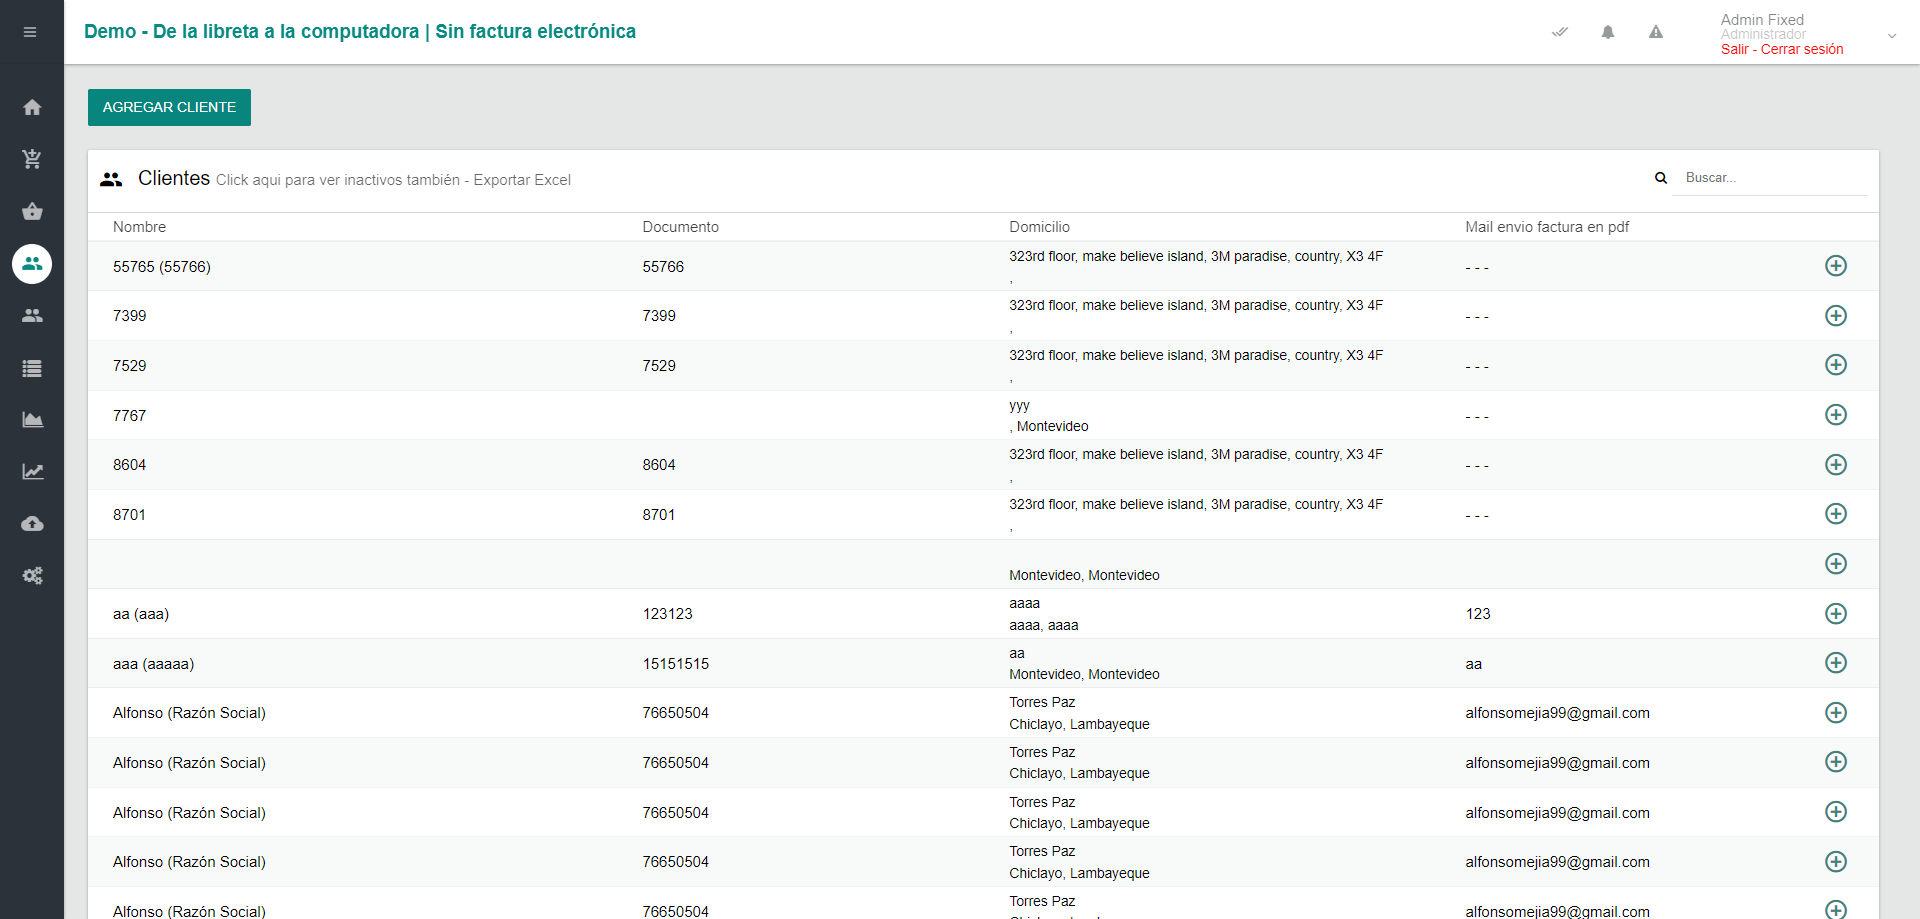 Demo - De la libreta a la computadora | Sin factura electrónica
Admin Fixed
Administrador
Salir - Cerrar sesión
AGREGAR CLIENTE
Clientes Click aqui para ver inactivos también - Exportar Excel
Buscar...
Nombre Documento Domicilio Mail envio factura en pdf
55765 (55766) 55766 323rd floor, make believe island, 3M paradise, country, X3 4F
, - - -
7399 7399 323rd floor, make believe island, 3M paradise, country, X3 4F
, - - -
7529 7529 323rd floor, make believe island, 3M paradise, country, X3 4F
, - - -
7767 yyy
, Montevideo - - -
8604 8604 323rd floor, make believe island, 3M paradise, country, X3 4F
, - - -
8701 8701 323rd floor, make believe island, 3M paradise, country, X3 4F
, - - -
Montevideo, Montevideo
aa (aaa) 123123 aaaa
aaaa, aaaa 123
aaa (aaaaa) 15151515 aa
Montevideo, Montevideo aa
Alfonso (Razón Social) 76650504 Torres Paz
Chiclayo, Lambayeque alfonsomejia99@gmail.com
Alfonso (Razón Social) 76650504 Torres Paz
Chiclayo, Lambayeque alfonsomejia99@gmail.com
Alfonso (Razón Social) 76650504 Torres Paz
Chiclayo, Lambayeque alfonsomejia99@gmail.com
Alfonso (Razón Social) 76650504 Torres Paz
Chiclayo, Lambayeque alfonsomejia99@gmail.com
Alfonso (Razón Social) 76650504 Torres Paz
alfonsomejia99@gmail.com